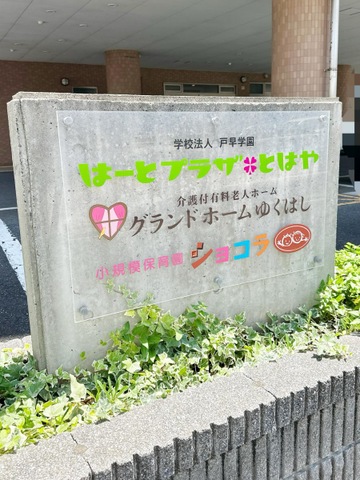 学校法人 戸早学園
はーとプラザとはや
介護付有料老人ホーム
グランドホームゆくはし
小規模保育園 ショコラ